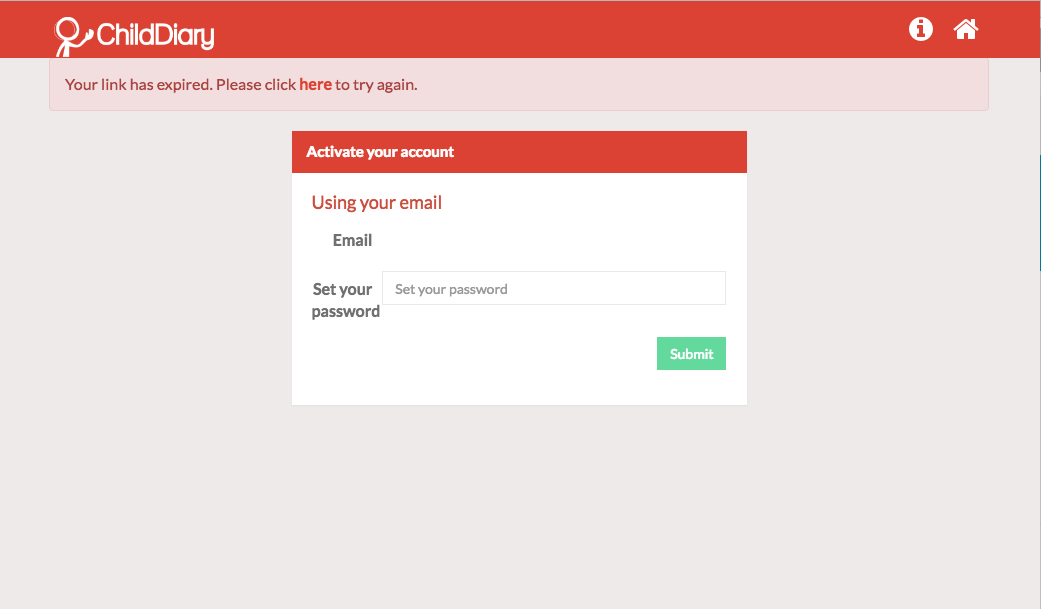 ChildDiary
Your link has expired. Please click here to try again.
Activate your account
Using your email
Email
Set your password
Set your
password
Submit